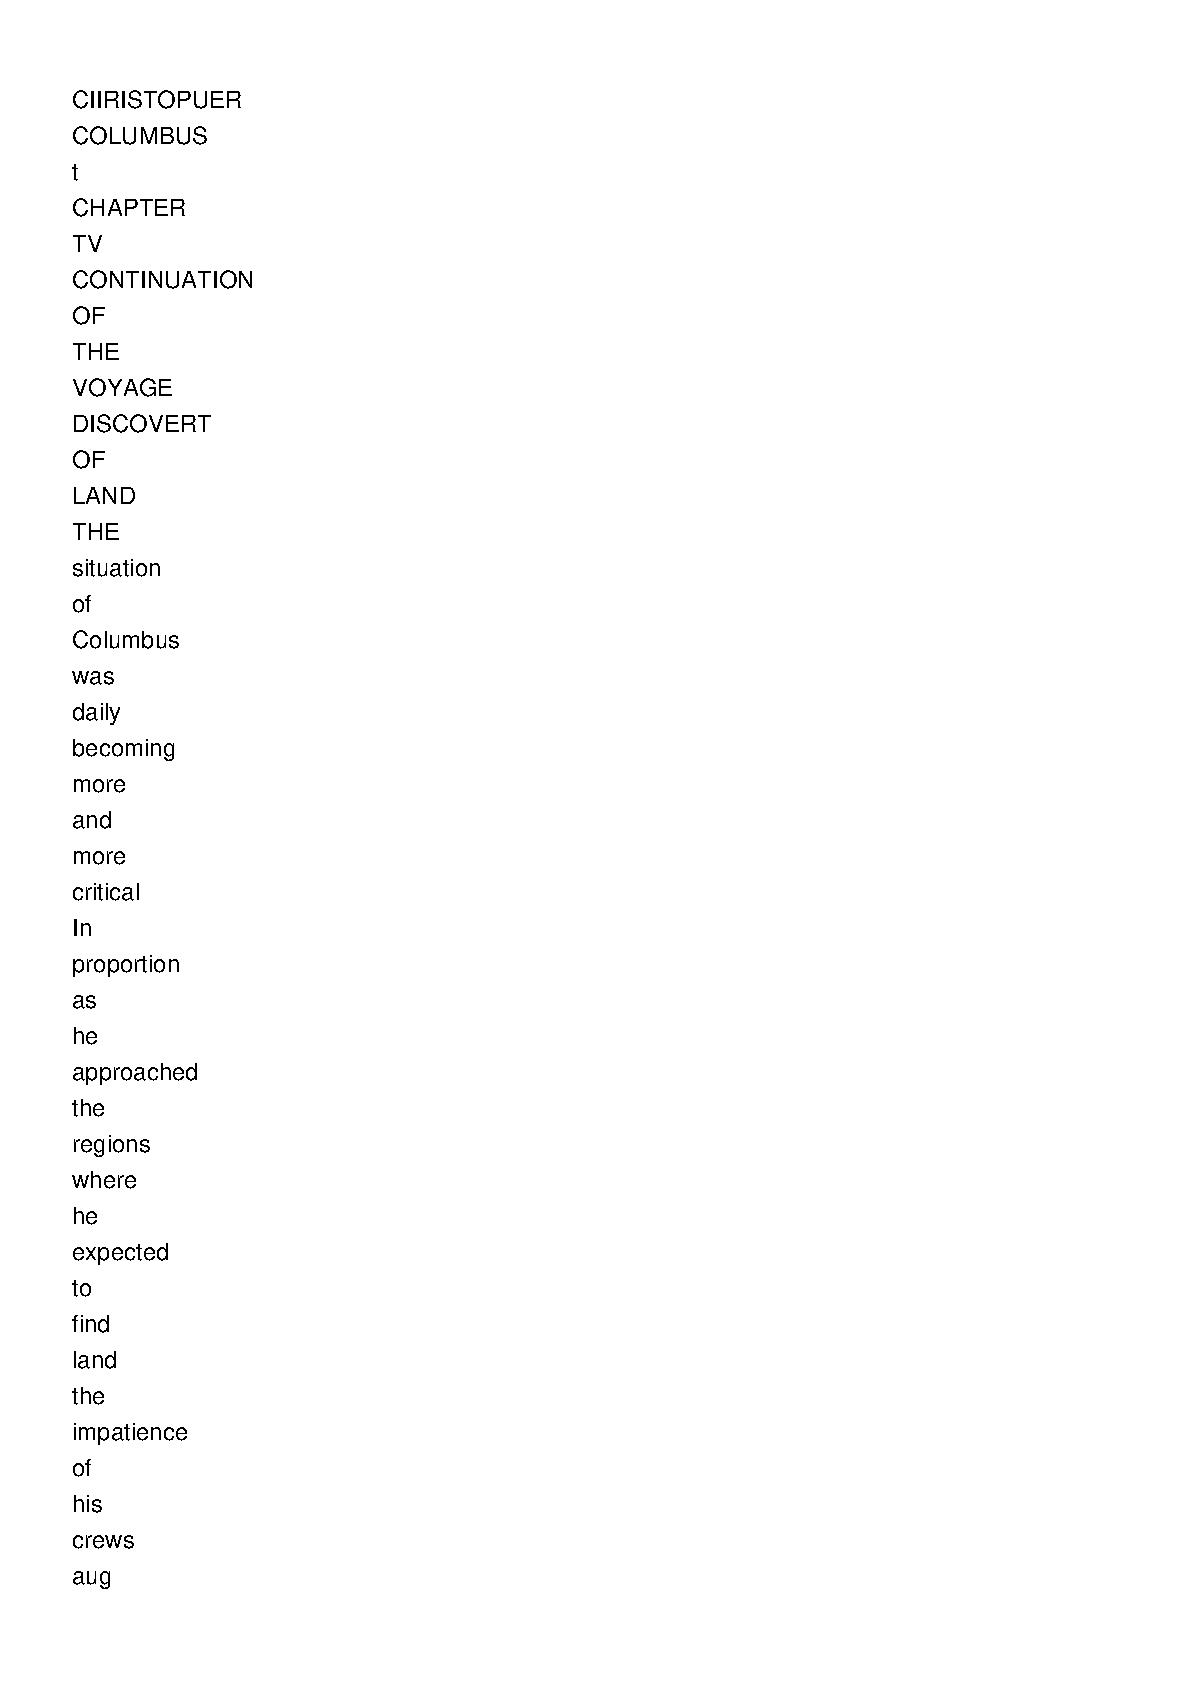 CIIRISTOPUER
COLUMBUS
t
CHAPTER
TV
CONTINUATION
OF
THE
VOYAGE
DISCOVERT
OF
LAND
THE
situation
of
Columbus
was
daily
becoming
more
and
more
critical
In
proportion
as
he
approached
the
regions
where
he
expected
to
find
land
the
impatience
of
his
crews
aug